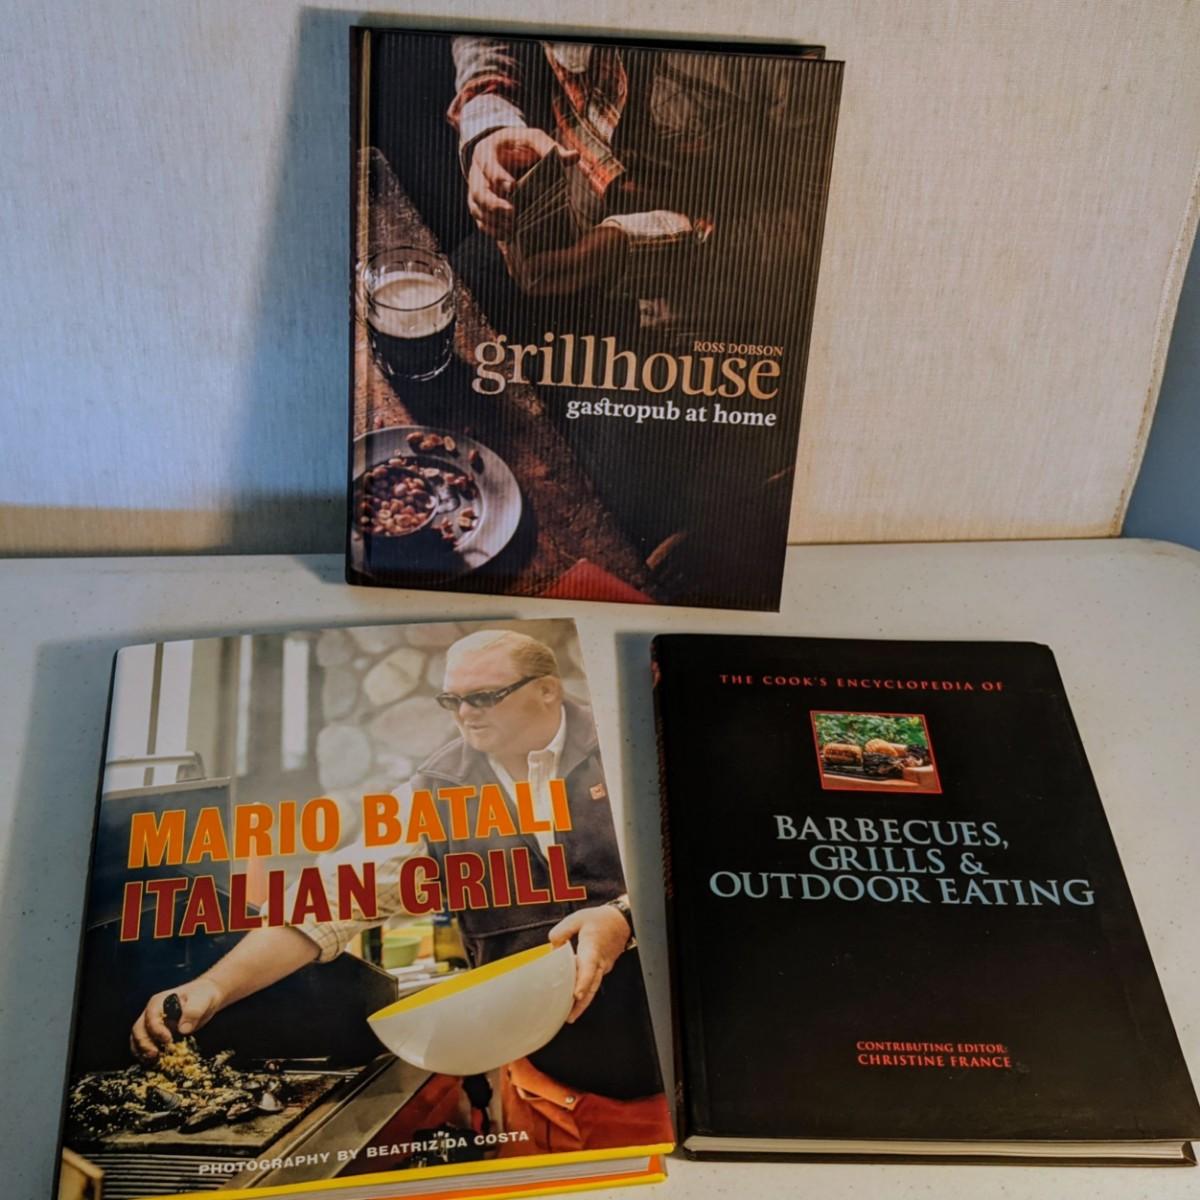 ROSS DOBSON
grillhouse
gastropub at home
MARIO BATALI
ITALIAN GRILL
PHOTOGRAPHY BY BEATRIZ DA COSTA
THE COOK'S ENCYCLOPEDIA OF
BARBECUES,
GRILLS &
OUTDOOR EATING
CONTRIBUTING EDITOR:
CHRISTINE FRANCE